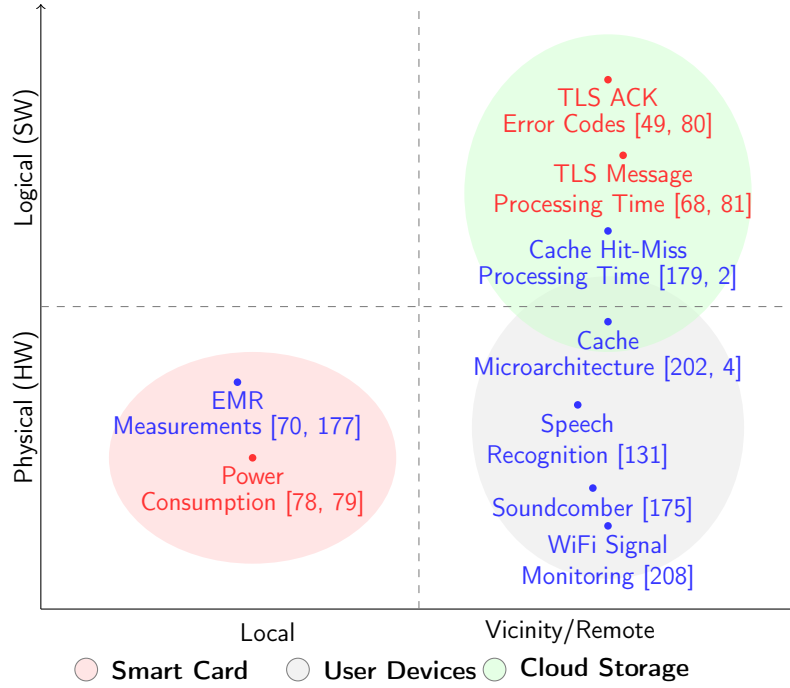 Logical (SW)
Physical (HW)
TLS ACK
Error Codes [49, 80]
TLS Message
Processing Time [68, 81]
Cache Hit-Miss
Processing Time [179, 2]
Cache
Microarchitecture [202, 4]
EMR
Measurements [70, 177]
Power
Consumption [78, 79]
Speech
Recognition [131]
Soundcomber [175]
WiFi Signal
Monitoring [208]
Local
Vicinity/Remote
Smart Card
User Devices
Cloud Storage